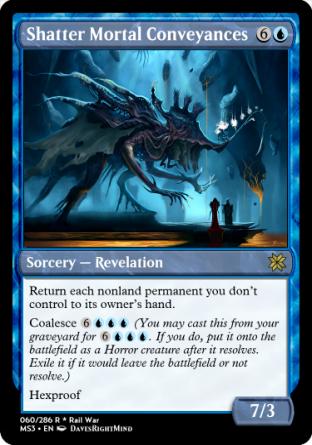 Shatter Mortal Conveyances 6
Sorcery — Revelation
Return each nonland permanent you don't
control to its owner's hand.
Coalesce 6 (You may cast this from your
graveyard for 6. If you do, put it onto the
battlefield as a Horror creature after it resolves.
Exile it if it would leave the battlefield or not
resolve.)
Hexproof
7/3
060/286 R * Rail War
MS3 • EN DAVESRIGHTMIND